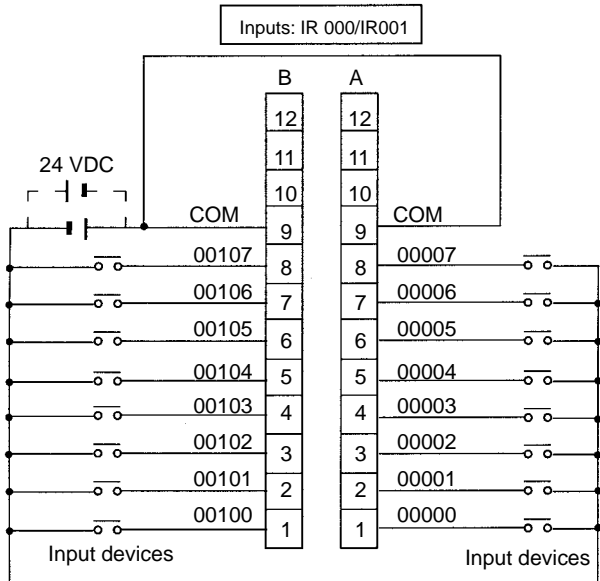 Inputs: IR 000/IR001
B A
12 12
11 11
24 VDC
10 10
COM 9 COM 9
00107 8 00007 8
00106 7 00006 7
00105 6 00005 6
00104 5 00004 5
00103 4 00003 4
00102 3 00002 3
00101 2 00001 2
00100 1 00000 1
Input devices Input devices